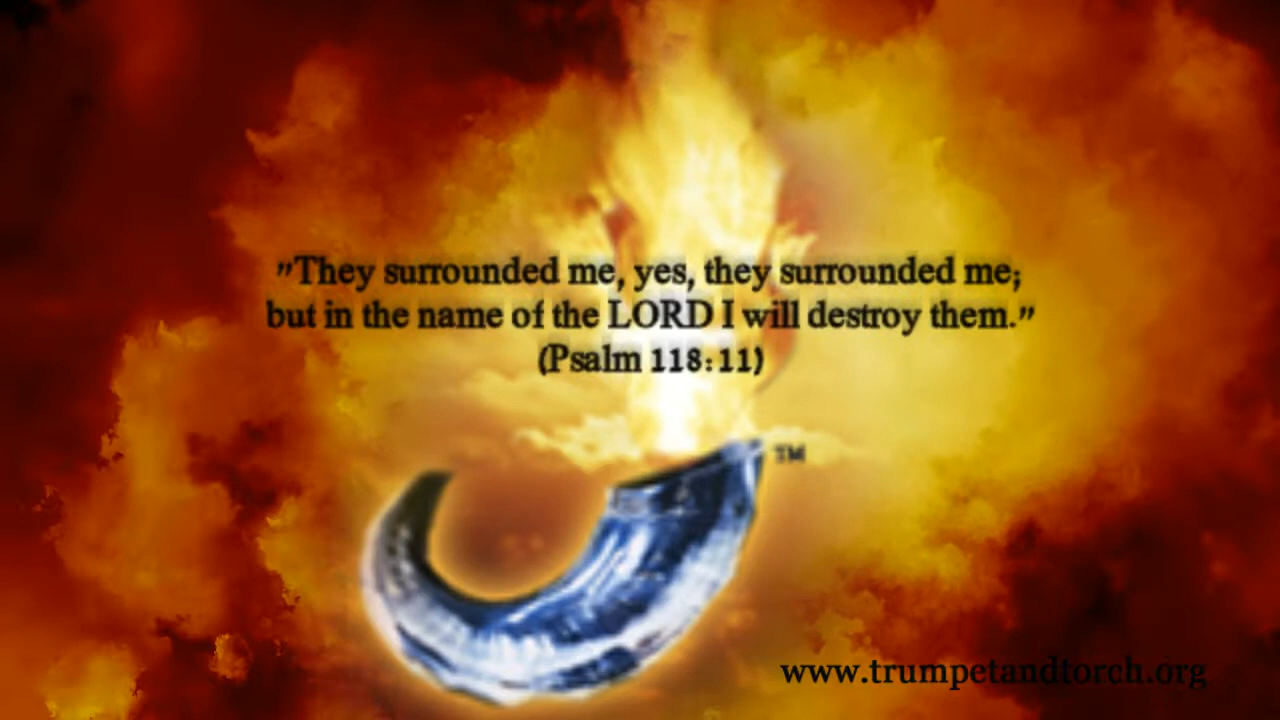 "They surrounded me, yes, they surrounded me;
but in the name of the LORD I will destroy them."
(Psalm 118:11)
TM
www.trumpetandtorch.org